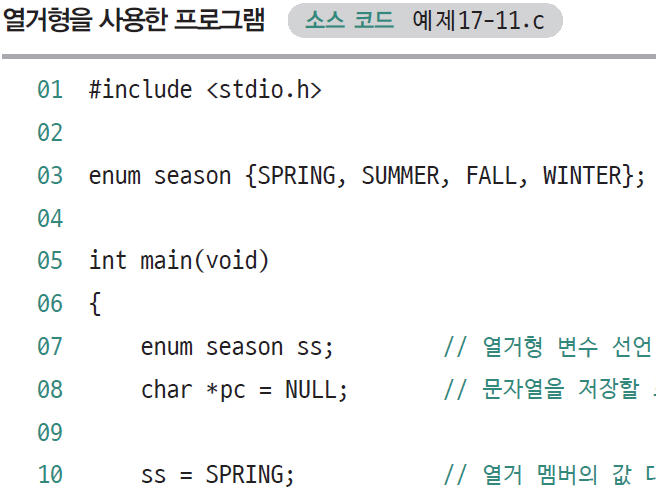 열거형을 사용한 프로그램 소스 코드 예제17-11.c
01 #include <stdio.h>
02
03 enum season {SPRING, SUMMER, FALL, WINTER};
04
05 int main(void)
06 {
07 enum season ss; // 열거형 변수 선언
08 char *pc = NULL; // 문자열을 저장할
09
10 ss = SPRING; // 열거 멤버의 값